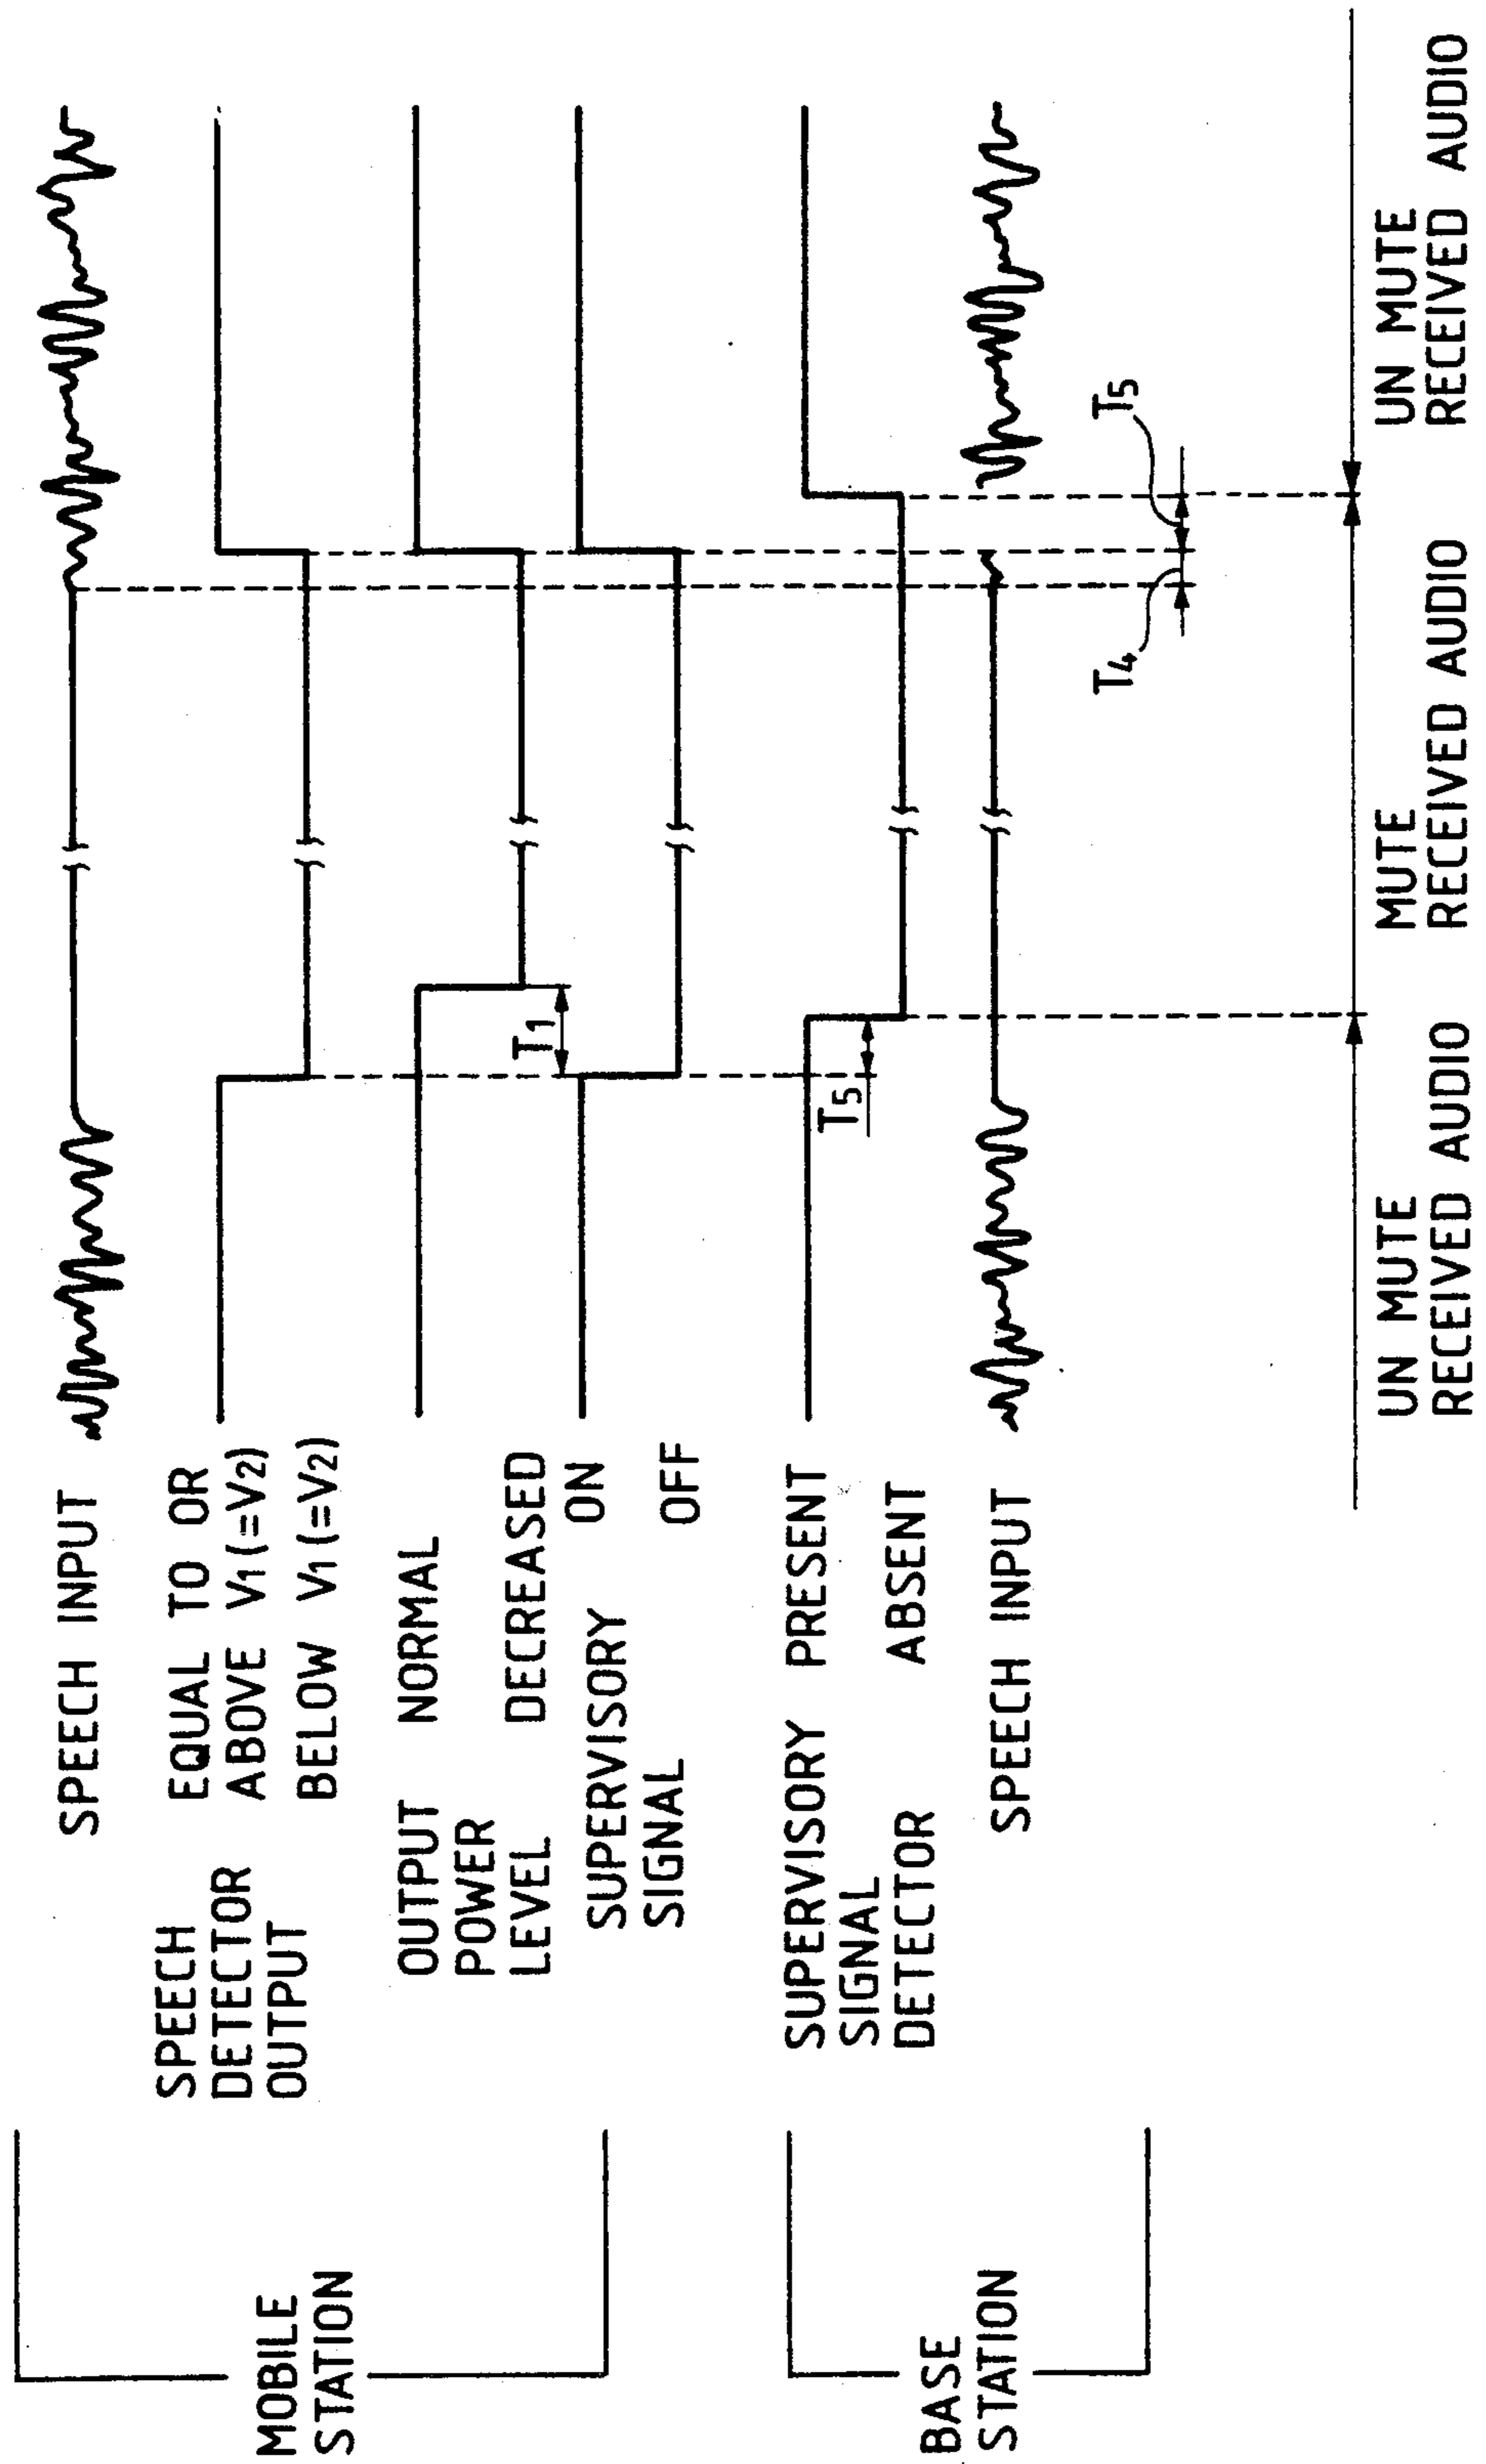 MOBILE
STATION
SPEECH INPUT
SPEECH
DETECTOR
OUTPUT
EQUAL TO OR
ABOVE V1(=V2)
BELOW V1(=V2)
OUTPUT
POWER
LEVEL
NORMAL
DECREASED
T1
SUPERVISORY
SIGNAL
ON
OFF
BASE
STATION
SUPERVISORY
SIGNAL
DETECTOR
PRESENT
ABSENT
T5
SPEECH INPUT
T4
T5
UN MUTE
RECEIVED AUDIO
MUTE
RECEIVED AUDIO
UN MUTE
RECEIVED AUDIO